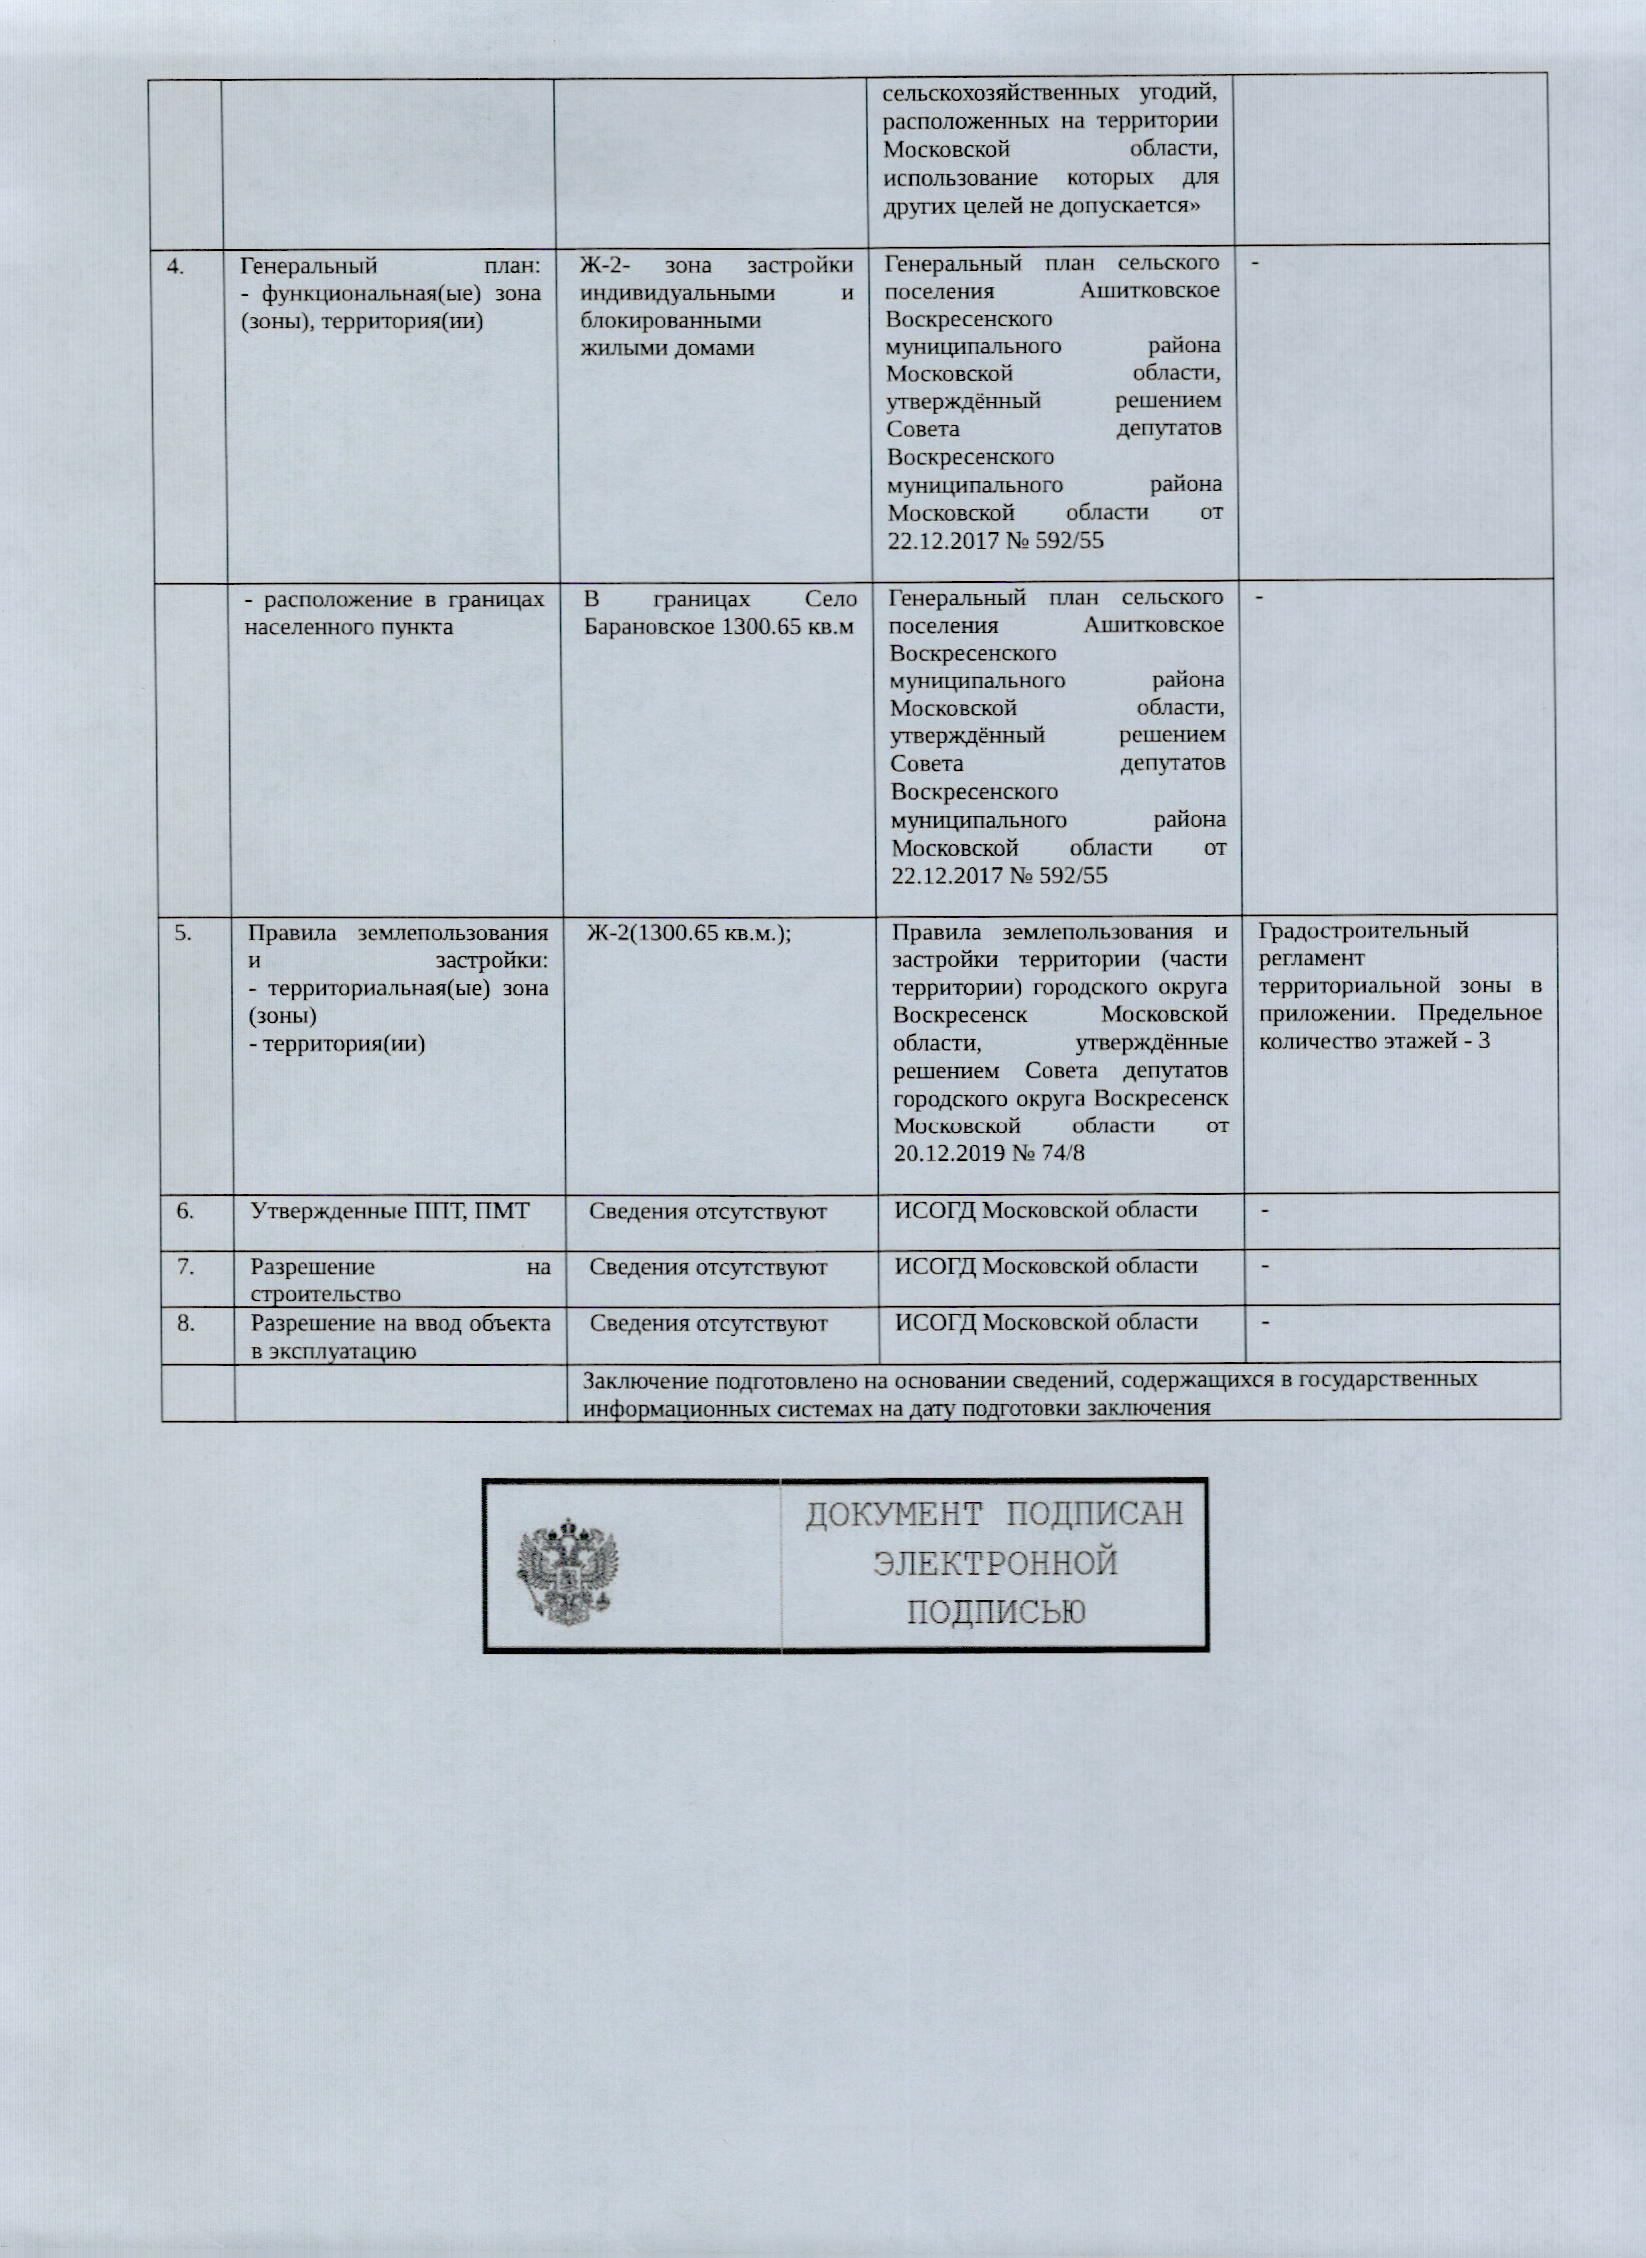 сельскохозяйственных угодий,
расположенных на территории
Московской области,
использование которых для
других целей не допускается»
4.
Генеральный план:
- функциональная(ые) зона
(зоны), территория(ии)
Ж-2- зона застройки
индивидуальными и
блокированными
жилыми домами
Генеральный план сельского
поселения Ашитковское
Воскресенского
муниципального района
Московской области,
утверждённый решением
Совета депутатов
Воскресенского
муниципального района
Московской области от
22.12.2017 № 592/55
-
- расположение в границах
населенного пункта
В границах Село
Барановское 1300.65 кв.м
Генеральный план сельского
поселения Ашитковское
Воскресенского
муниципального района
Московской области,
утверждённый решением
Совета депутатов
Воскресенского
муниципального района
Московской области от
22.12.2017 № 592/55
-
5.
Правила землепользования
и застройки:
- территориальная(ые) зона
(зоны)
- территория(ии)
Ж-2(1300.65 кв.м.);
Правила землепользования и
застройки территории (части
территории) городского округа
Воскресенск Московской
области, утверждённые
решением Совета депутатов
городского округа Воскресенск
Московской области от
20.12.2019 № 74/8
Градостроительный
регламент
территориальной зоны в
приложении. Предельное
количество этажей - 3
6.
Утвержденные ППТ, ПМТ
Сведения отсутствуют
ИСОГД Московской области
-
7.
Разрешение на
строительство
Сведения отсутствуют
ИСОГД Московской области
-
8.
Разрешение на ввод объекта
в эксплуатацию
Сведения отсутствуют
ИСОГД Московской области
-
Заключение подготовлено на основании сведений, содержащихся в государственных
информационных системах на дату подготовки заключения
ДОКУМЕНТ ПОДПИСАН
ЭЛЕКТРОННОЙ
ПОДПИСЬЮ